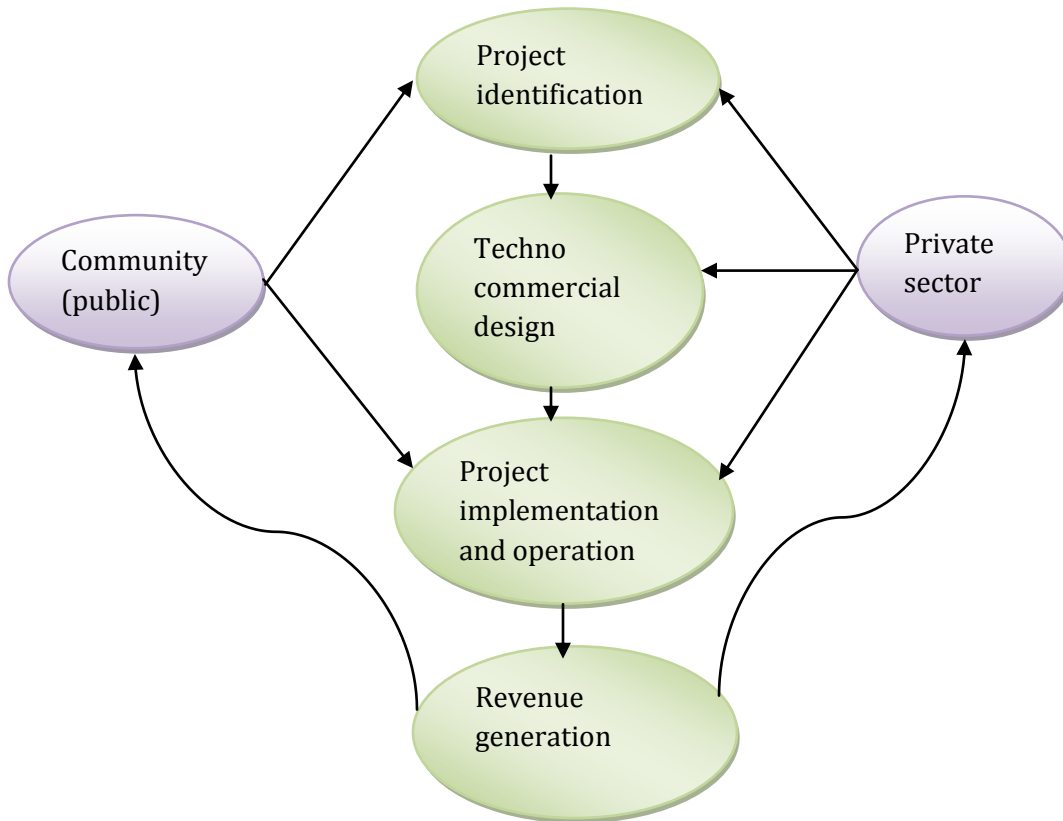 Project
identification
Community
(public)
Techno
commercial
design
Private
sector
Project
implementation
and operation
Revenue
generation